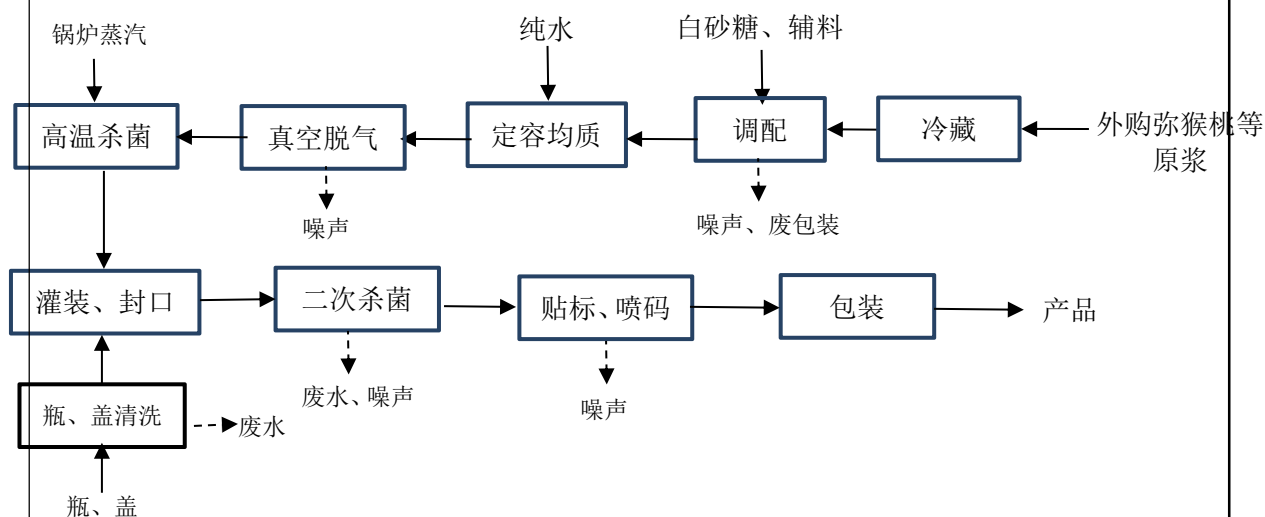 锅炉蒸汽
纯水
白砂糖、辅料
高温杀菌
真空脱气
定容均质
调配
冷藏
外购弥猴桃等
原浆
噪声
噪声、废包装
灌装、封口
二次杀菌
贴标、喷码
包装
产品
废水、噪声
噪声
瓶、盖清洗
废水
瓶、盖